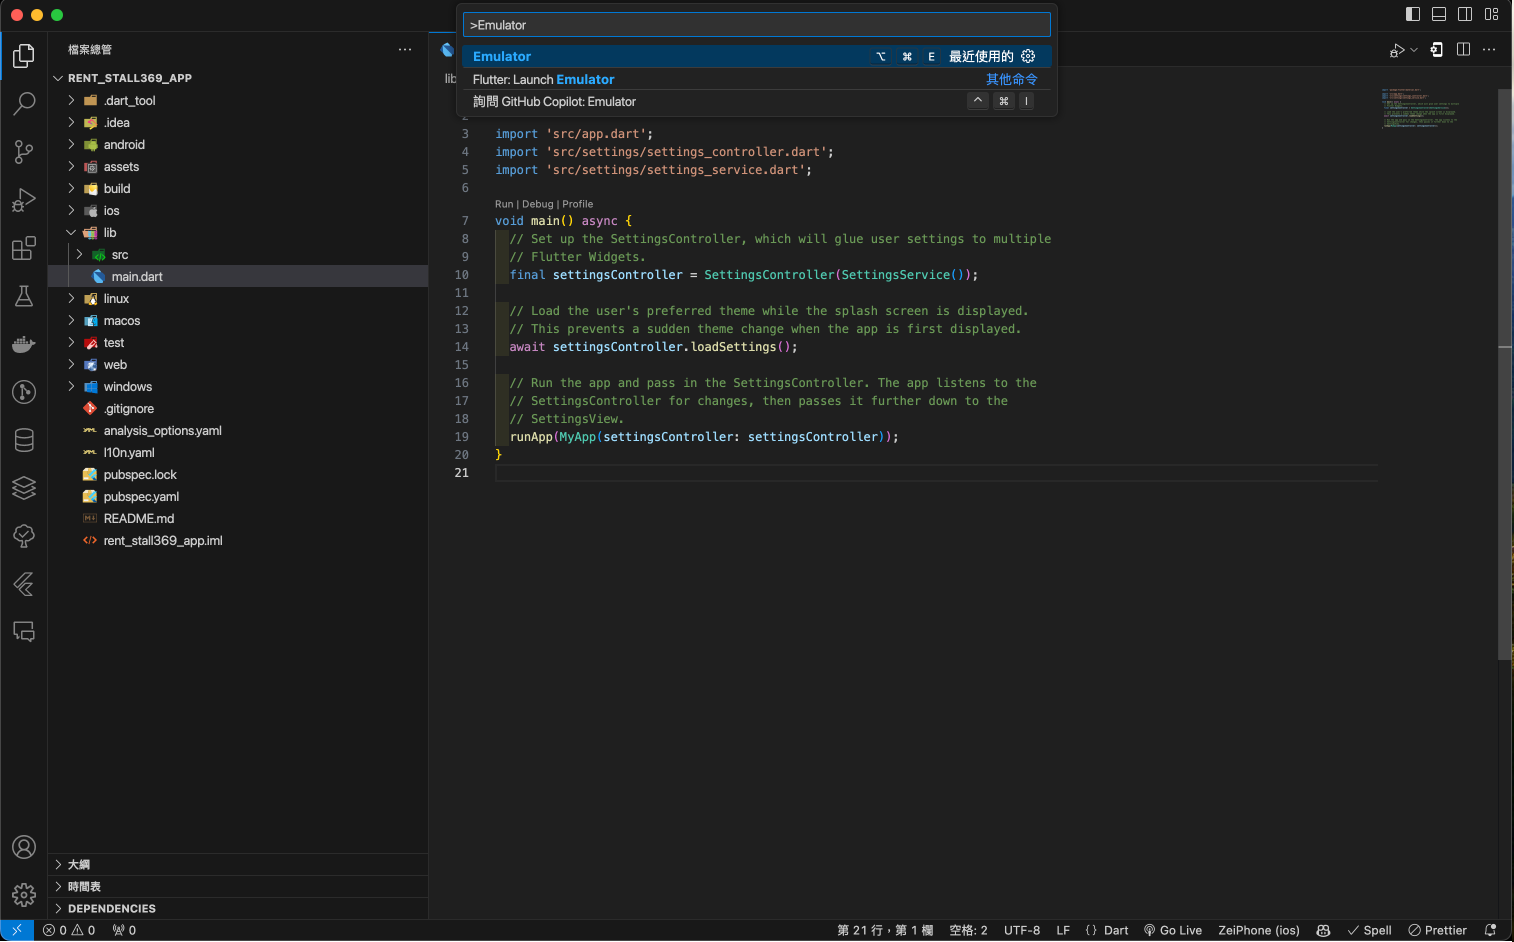 >Emulator
Emulator ⌥ ⌘ E 最近使用的
Flutter: Launch Emulator 其他命令
詢問 GitHub Copilot: Emulator ^ ⌘ I
檔案總管
RENT_STALL369_APP
.dart_tool
.idea
android
assets
build
ios
lib
src
main.dart
linux
macos
test
web
windows
.gitignore
analysis_options.yaml
l10n.yaml
pubspec.lock
pubspec.yaml
README.md
rent_stall369_app.iml
大綱
時間表
DEPENDENCIES
lib
2
3 import 'src/app.dart';
4 import 'src/settings/settings_controller.dart';
5 import 'src/settings/settings_service.dart';
6
Run | Debug | Profile
7 void main() async {
8 // Set up the SettingsController, which will glue user settings to multiple
9 // Flutter Widgets.
10 final settingsController = SettingsController(SettingsService());
11
12 // Load the user's preferred theme while the splash screen is displayed.
13 // This prevents a sudden theme change when the app is first displayed.
14 await settingsController.loadSettings();
15
16 // Run the app and pass in the SettingsController. The app listens to the
17 // SettingsController for changes, then passes it further down to the
18 // SettingsView.
19 runApp(MyApp(settingsController: settingsController));
20 }
21
0 0 0 第 21 行，第 1 欄 空格: 2 UTF-8 LF {} Dart Go Live ZeiPhone (ios) Spell Prettier